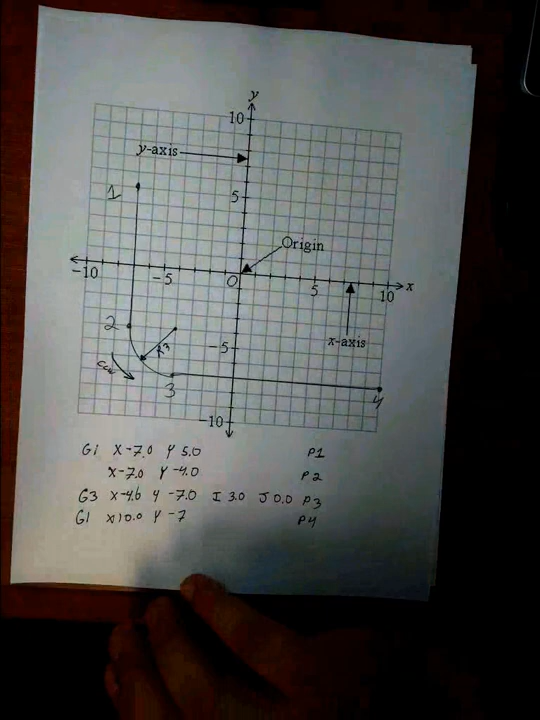 y
10
y-axis
1
5
Origin
-10
-5
O
5
10
x
2
R3
-5
x-axis
ccw
3
4
-10
G1 X-7.0 Y 5.0 P1
X-7.0 Y-4.0 P2
G3 X-4.0 Y -7.0 I 3.0 J 0.0 P3
G1 X10.0 Y -7 P4